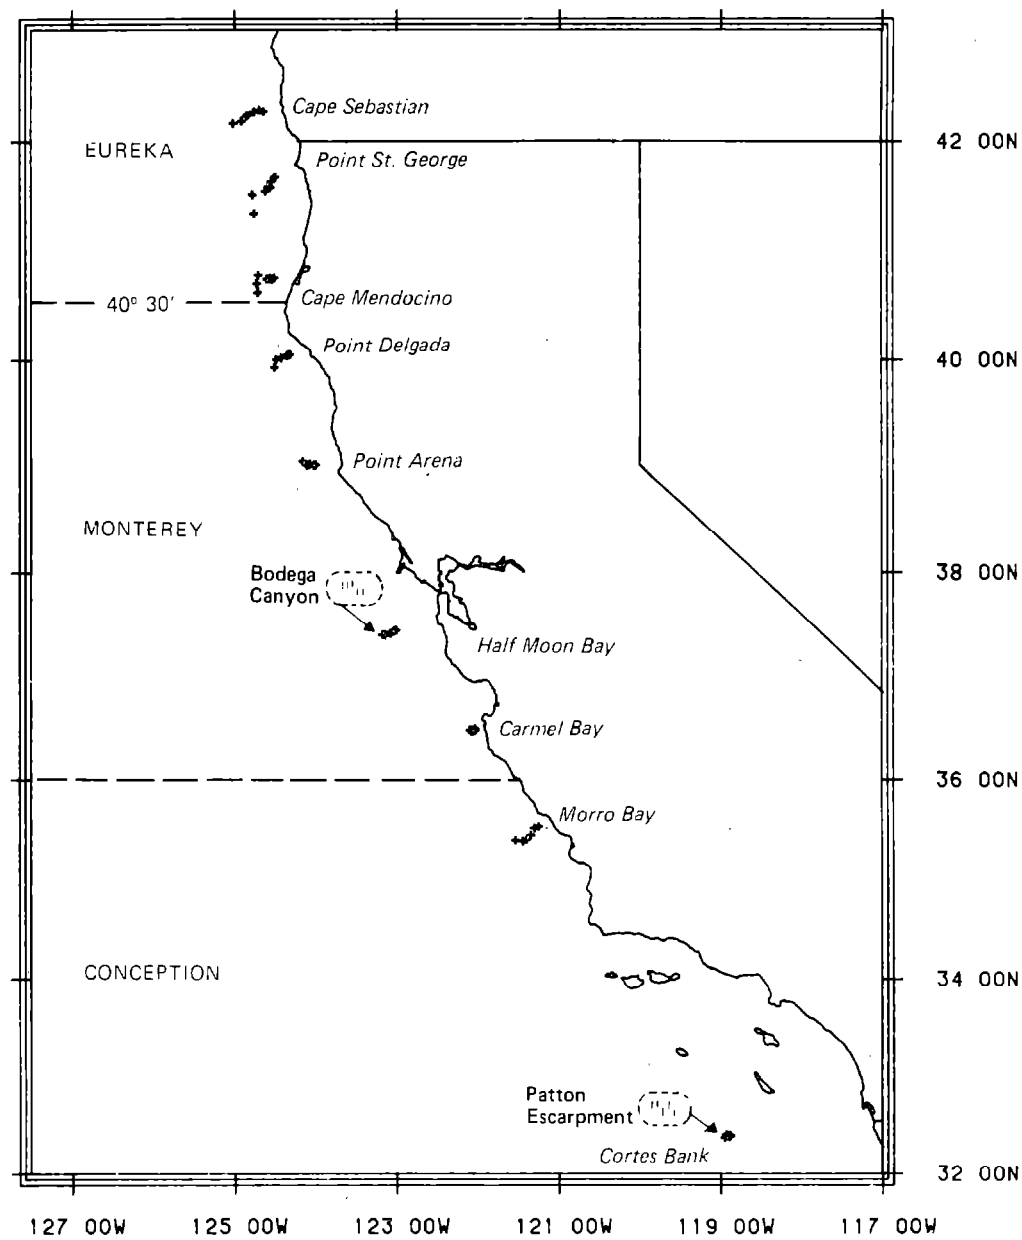 Cape Sebastian
42 00N
EUREKA
Point St. George
40° 30′
Cape Mendocino
Point Delgada
40 00N
Point Arena
MONTEREY
Bodega
Canyon
38 00N
Half Moon Bay
Carmel Bay
36 00N
Morro Bay
CONCEPTION
34 00N
Patton
Escarpment
Cortes Bank
32 00N
127 00W 125 00W 123 00W 121 00W 119 00W 117 00W